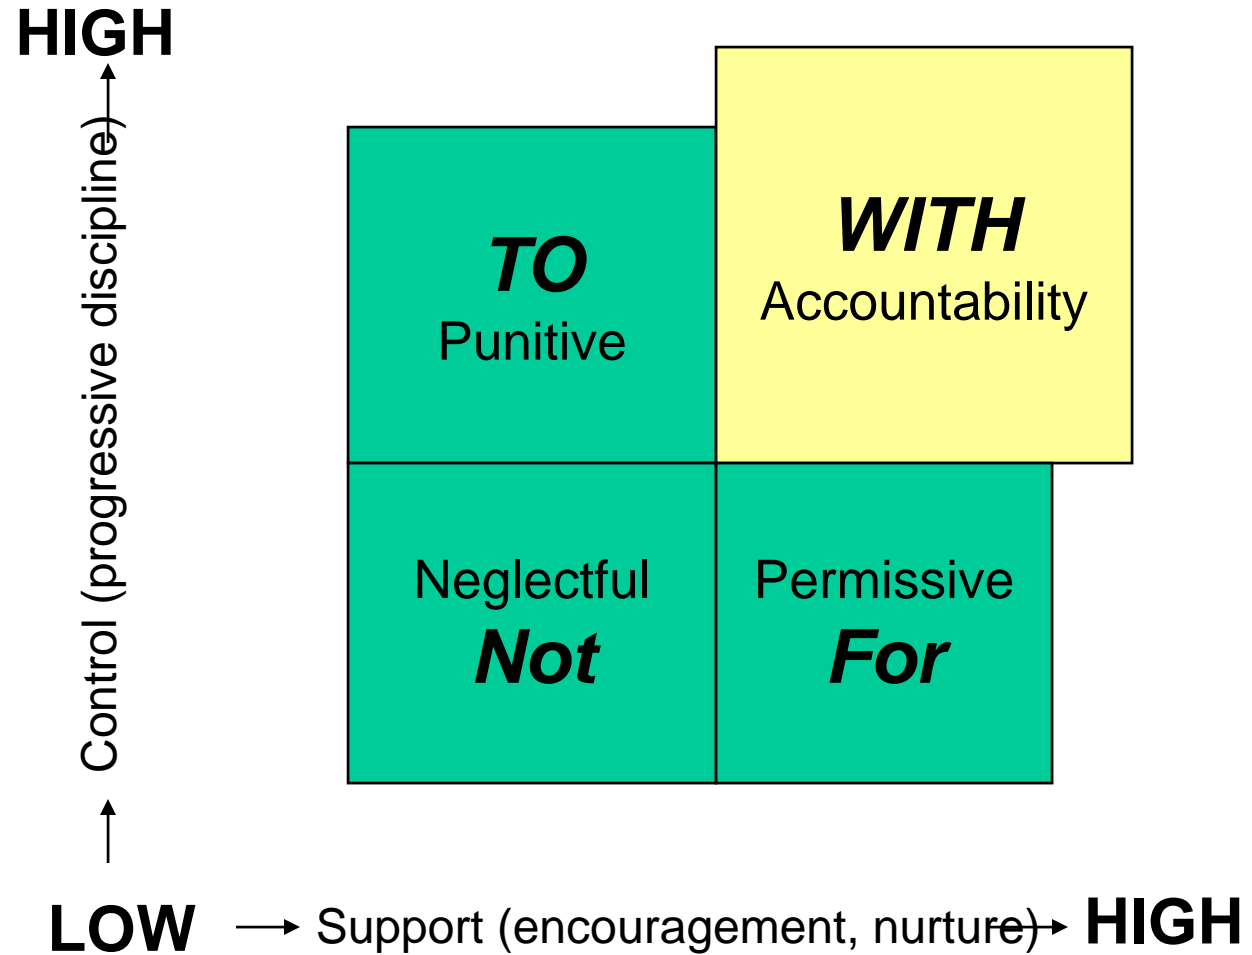 HIGH
Control (progressive discipline)
TO
Punitive
WITH
Accountability
Neglectful
Not
Permissive
For
LOW
Support (encouragement, nurture)
HIGH